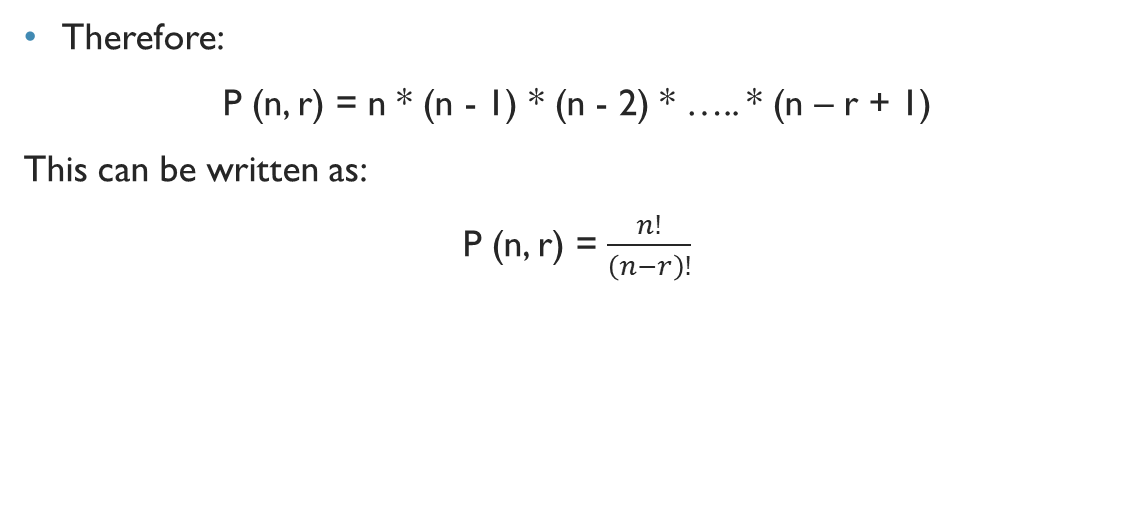 • Therefore:
P (n, r) = n * (n - 1) * (n - 2) * ….. * (n – r + 1)
This can be written as:
P (n, r) = n! / (n−r)!